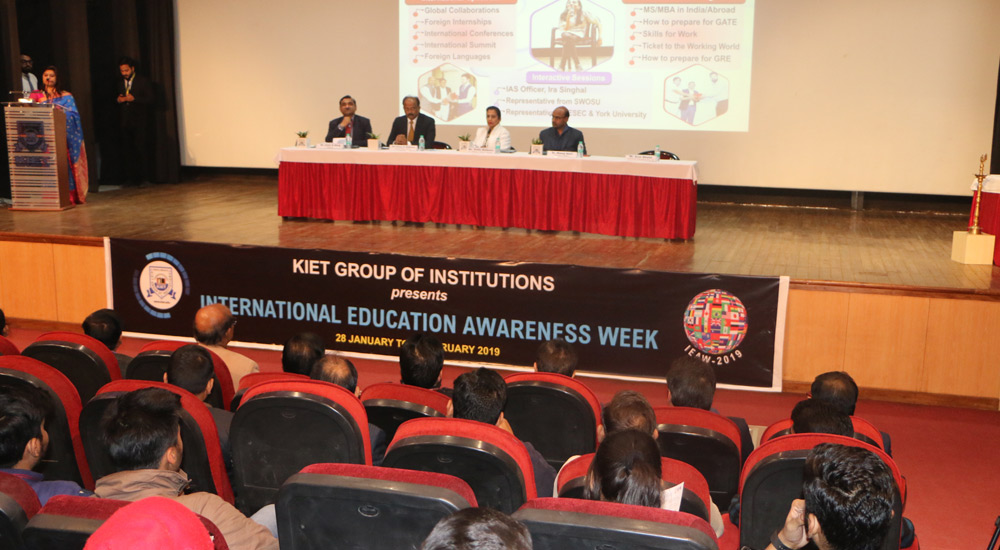 Global Collaborations
Foreign Internships
International Conferences
International Summit
Foreign Languages
MS/MBA in India/Abroad
How to prepare for GATE
Skills for Work
Ticket to the Working World
How to prepare for GRE
Interactive Sessions
IAS Officer, Ira Singhal
Representative from SWOSU
SEC & York University
KIET GROUP OF INSTITUTIONS
presents
INTERNATIONAL EDUCATION AWARENESS WEEK
28 JANUARY 2019
IEAW-2019